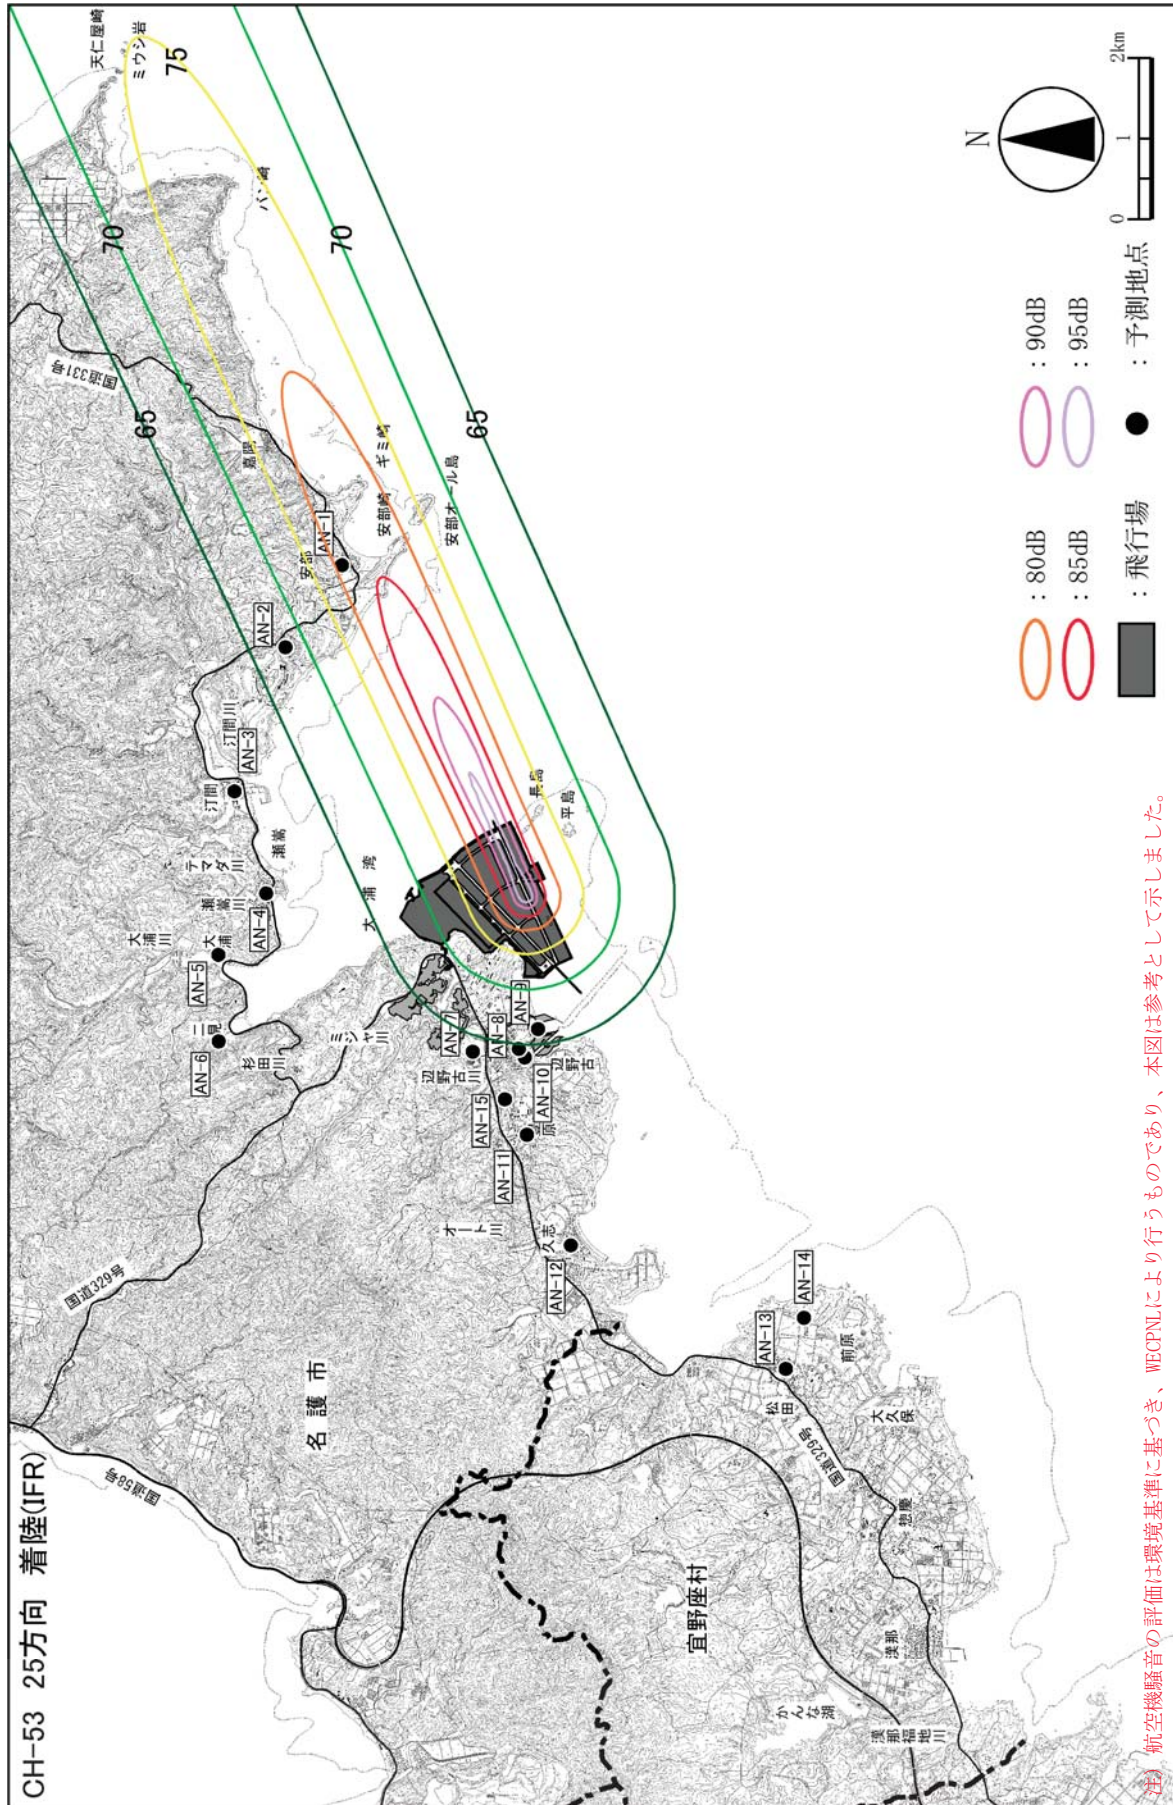 CH-53　25方向　着陸(IFR)
天仁屋崎
ミウシ岩
75
バン崎
70
70
国道331号
65
65
嘉陽
ギミ崎
安部崎
安部オール島
安部
AN-1
AN-2
汀間川
AN-3
汀間
テマダ川
瀬嵩
瀬嵩川
AN-4
大浦湾
大浦川
大浦
AN-5
二見
AN-6
杉田川
ミジャ川
長島
平島
AN-7
辺野古川
AN-8
AN-9
辺野古
AN-10
AN-15
AN-11
原
オート川
久志
AN-12
国道329号
国道58号
名護市
AN-13
AN-14
前原
松田
大久保
国道329号
惣慶
宜野座村
漢那
かんな湖
漢那福地川
N
0
1
2km
：80dB
：90dB
：85dB
：95dB
：飛行場
：予測地点
注）航空機騒音の評価は環境基準に基づき、WECPNLにより行うものであり、本図は参考として示しました。